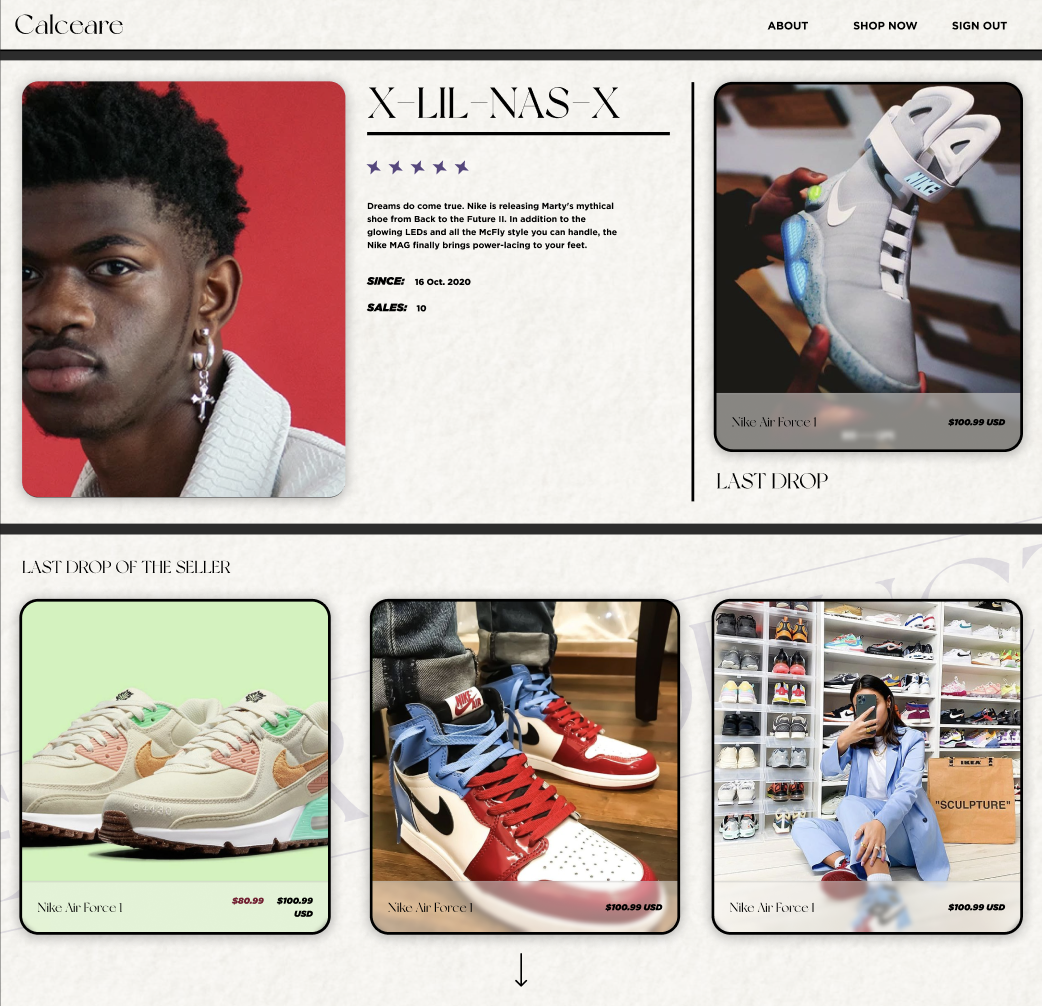 Calceare
ABOUT
SHOP NOW
SIGN OUT
X-LIL-NAS-X
Dreams do come true. Nike is releasing Marty's mythical
shoe from Back to the Future II. In addition to the
glowing LEDs and all the McFly style you can handle, the
Nike MAG finally brings power-lacing to your feet.
SINCE: 16 Oct. 2020
SALES: 10
NIKE
Nike Air Force 1
$100.99 USD
LAST DROP
LAST DROP OF THE SELLER
Nike Air Force 1
$80.99
$100.99
USD
NIKE
AIR
Nike Air Force 1
$100.99 USD
IKEA
"SCULPTURE"
Nike Air Force 1
$100.99 USD